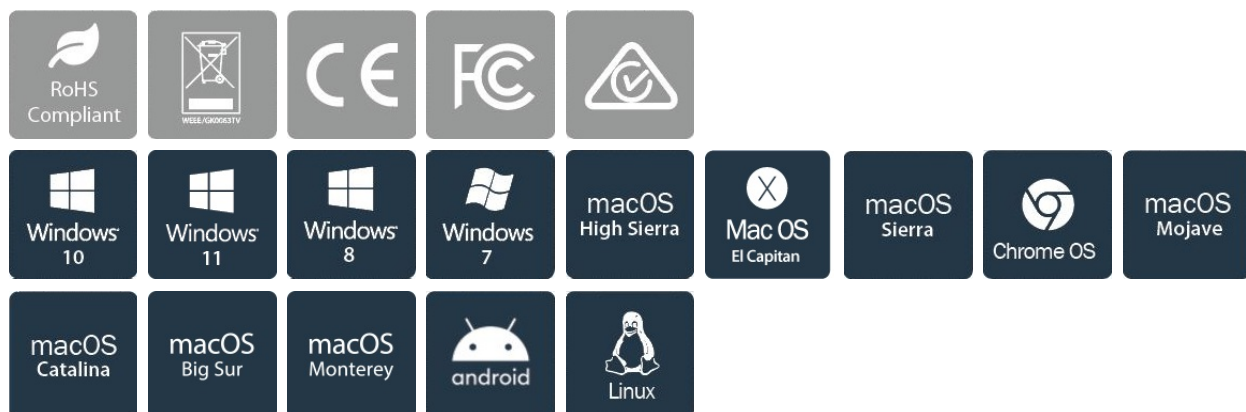 RoHS
Compliant
WEEE/GK0083TV
CE
FC
Windows
10
Windows
11
Windows
8
Windows
7
macOS
High Sierra
X
Mac OS
El Capitan
macOS
Sierra
Chrome OS
macOS
Mojave
macOS
Catalina
macOS
Big Sur
macOS
Monterey
android
Linux